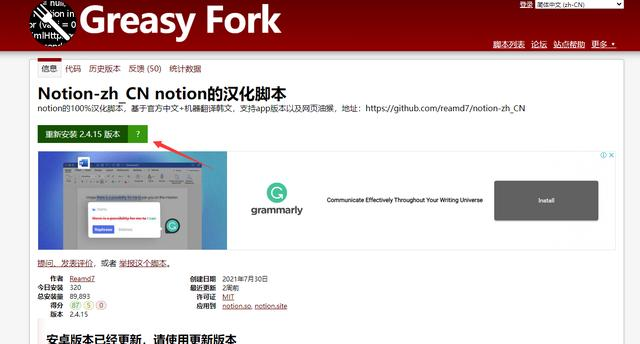 Greasy Fork
登录 简体中文 (zh-CN)
脚本列表 论坛 站点帮助 更多
信息 代码 历史版本 反馈 (50) 统计数据
Notion-zh_CN notion的汉化脚本
notion的100%汉化脚本，基于官方中文+机器翻译韩文，支持app版本以及网页油猴，地址：https://github.com/reamd7/notion-zh_CN
重新安装 2.4.15 版本 ?
grammarly
Communicate Effectively Throughout Your Writing Universe
Install
提问、发表评价，或者 举报这个脚本。
作者 Reamd7
今日安装 320
总安装量 89,893
得分 87 5 0
版本 2.4.15
创建日期 2021年7月30日
最近更新 2周前
许可证 MIT
应用到 notion.so, notion.site
安卓版本已经更新，请使用更新版本